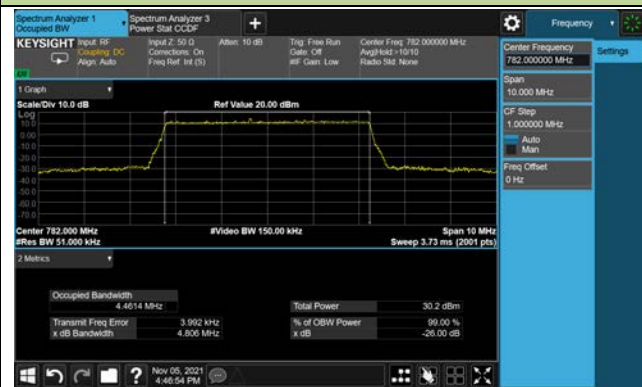 Spectrum Analyzer 1
Occupied BW
Spectrum Analyzer 3
Power Stat CCDF
Frequency
KEYSIGHT
Input: RF
Coupling: DC
Align: Auto
Input Z: 50 Ω
Corrections: On
Freq Ref: Int (S)
Atten: 10 dB
Trig: Free Run
Gate: Off
#IF Gain: Low
Center Freq: 782.000000 MHz
Avg|Hold:>10/10
Radio Std: None
Center Frequency
782.000000 MHz
Settings
Span
10.000 MHz
CF Step
1.000000 MHz
Auto
Man
Freq Offset
0 Hz
1 Graph
Scale/Div 10.0 dB
Ref Value 20.00 dBm
Log
10.0
0.00
-10.0
-20.0
-30.0
-40.0
-50.0
-60.0
-70.0
Center 782.000 MHz
#Video BW 150.00 kHz
Span 10 MHz
#Res BW 51.000 kHz
Sweep 3.73 ms (2001 pts)
2 Metrics
Occupied Bandwidth
4.4614 MHz
Total Power
30.2 dBm
Transmit Freq Error
3.992 kHz
% of OBW Power
99.00 %
x dB Bandwidth
4.806 MHz
x dB
-26.00 dB
Nov 05, 2021
4:46:54 PM